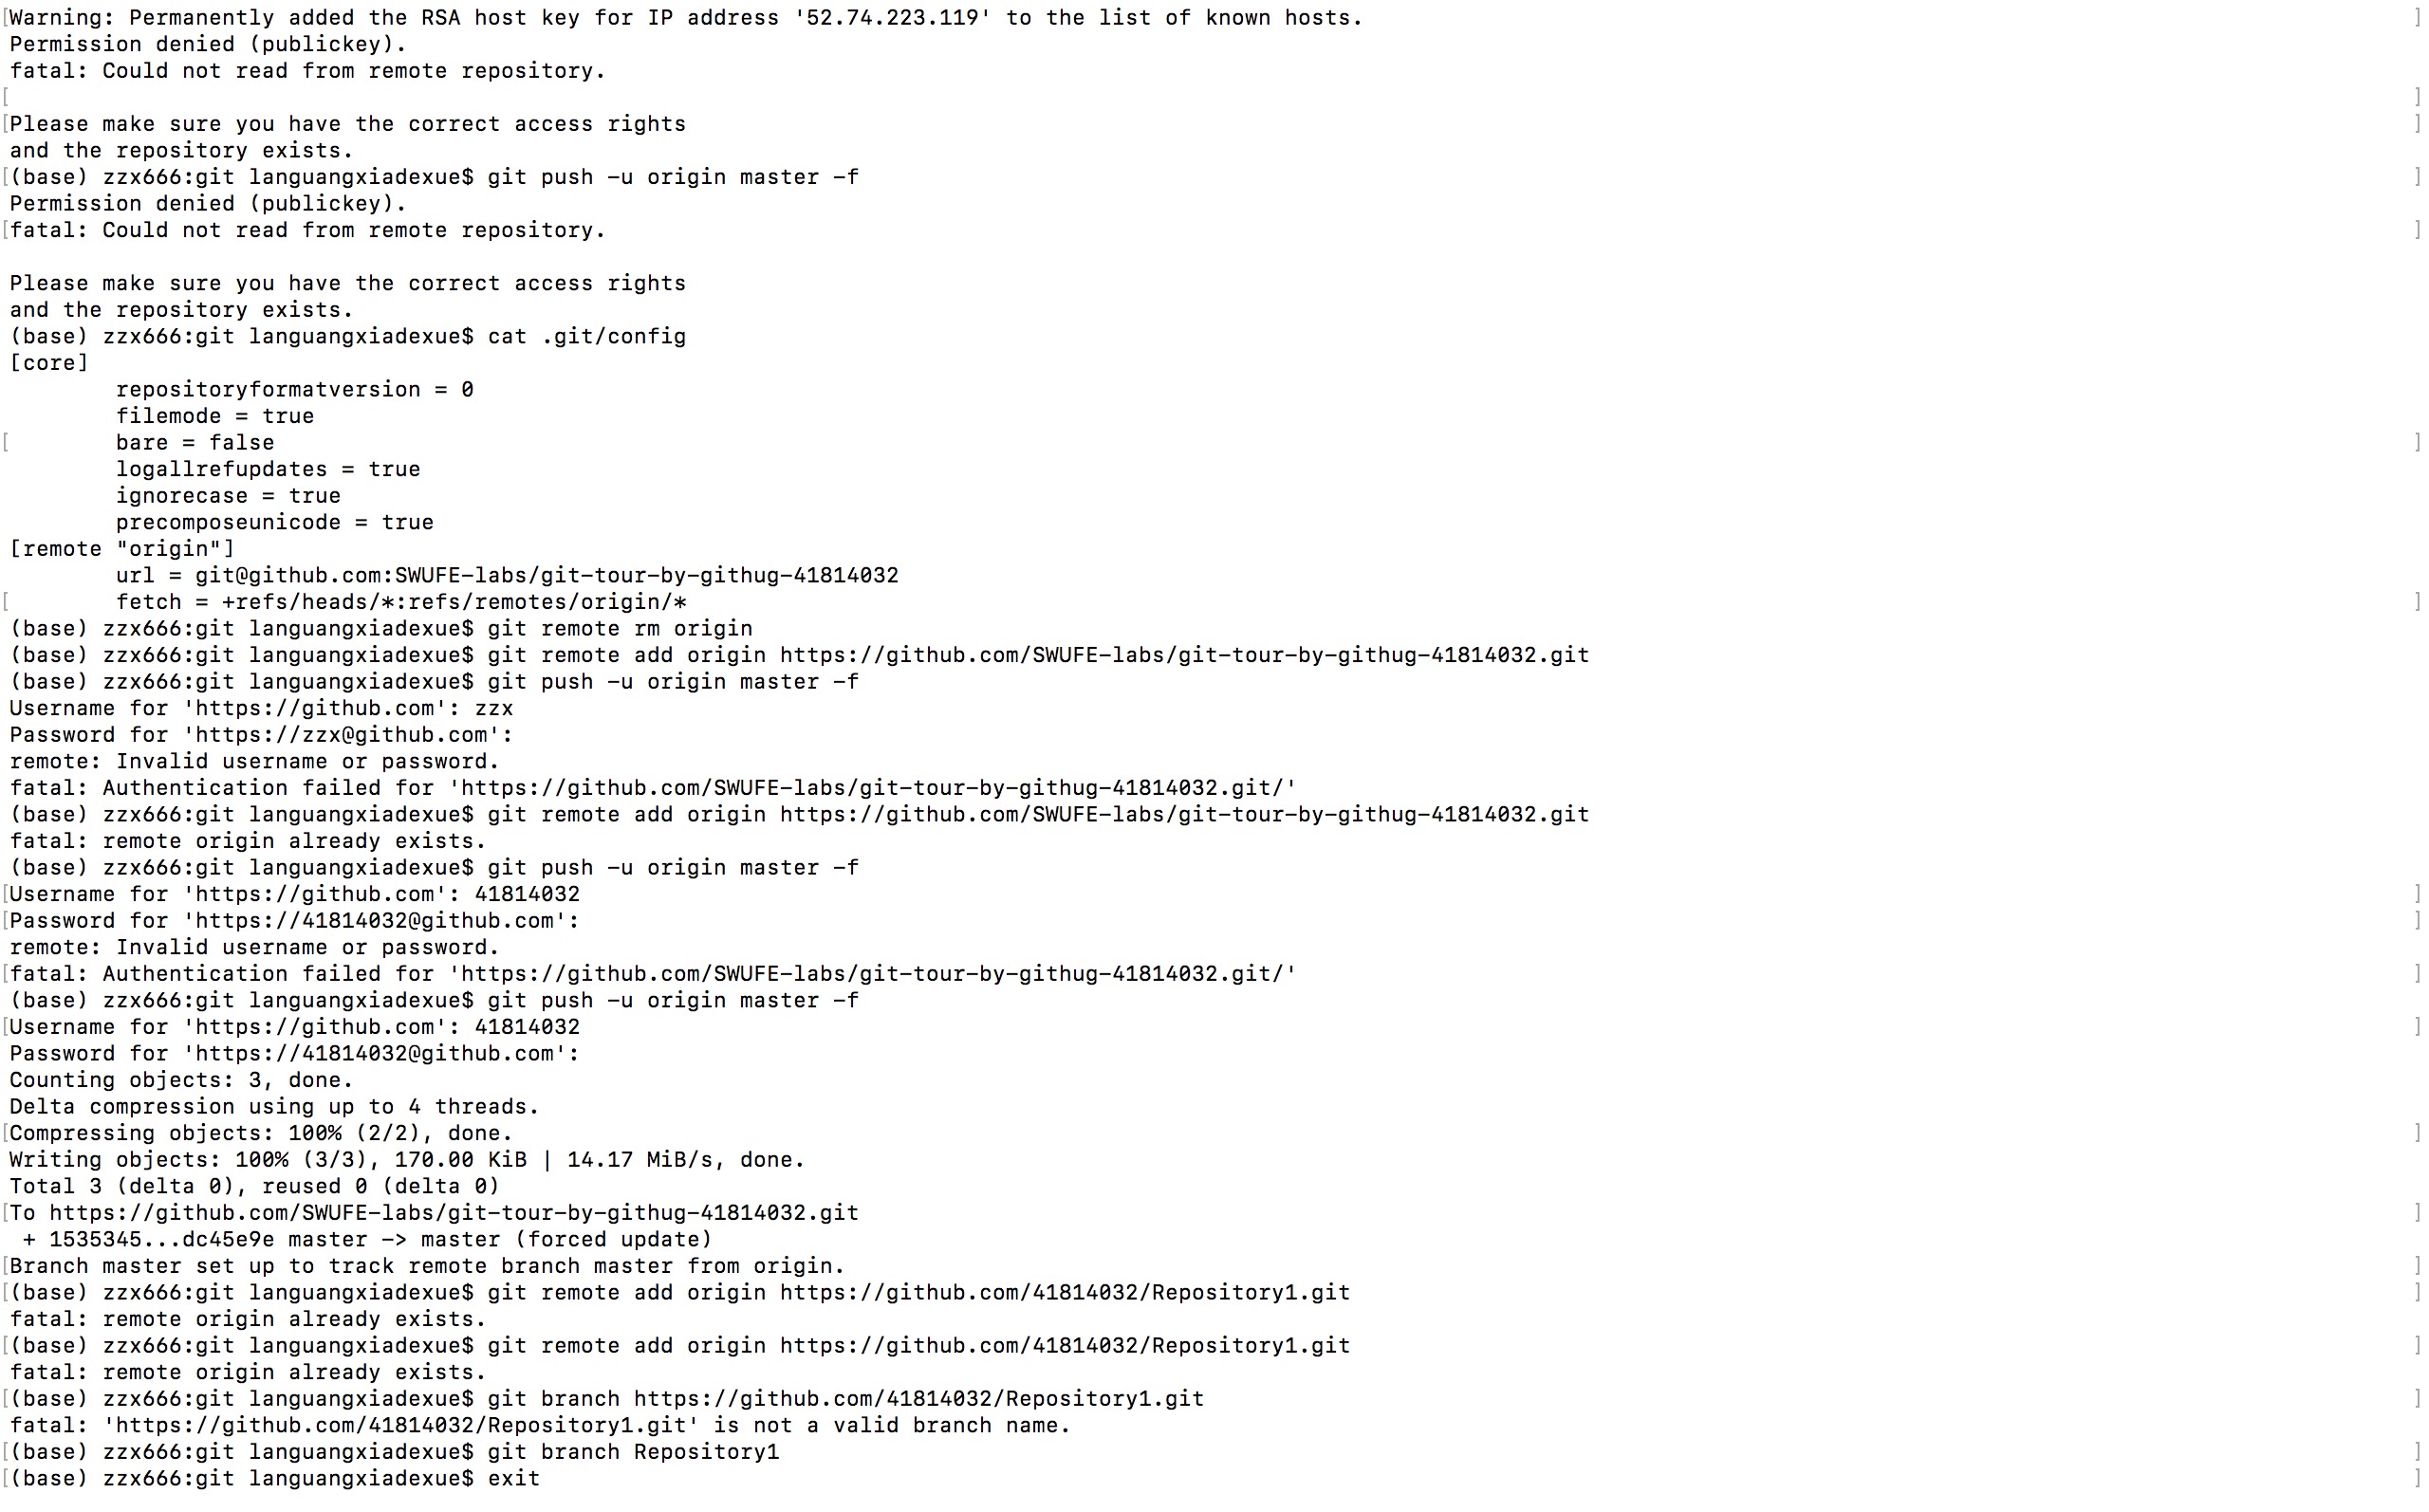 [Warning: Permanently added the RSA host key for IP address '52.74.223.119' to the list of known hosts. ]
Permission denied (publickey).
fatal: Could not read from remote repository.
[ ]
[Please make sure you have the correct access rights ]
and the repository exists.
[(base) zzx666:git languangxiadexue$ git push -u origin master -f ]
Permission denied (publickey).
[fatal: Could not read from remote repository. ]
Please make sure you have the correct access rights
and the repository exists.
(base) zzx666:git languangxiadexue$ cat .git/config
[core]
repositoryformatversion = 0
filemode = true
[ bare = false ]
logallrefupdates = true
ignorecase = true
precomposeunicode = true
[remote "origin"]
url = git@github.com:SWUFE-labs/git-tour-by-githug-41814032
[ fetch = +refs/heads/*:refs/remotes/origin/* ]
(base) zzx666:git languangxiadexue$ git remote rm origin
(base) zzx666:git languangxiadexue$ git remote add origin https://github.com/SWUFE-labs/git-tour-by-githug-41814032.git
(base) zzx666:git languangxiadexue$ git push -u origin master -f
Username for 'https://github.com': zzx
Password for 'https://zzx@github.com':
remote: Invalid username or password.
fatal: Authentication failed for 'https://github.com/SWUFE-labs/git-tour-by-githug-41814032.git/'
(base) zzx666:git languangxiadexue$ git remote add origin https://github.com/SWUFE-labs/git-tour-by-githug-41814032.git
fatal: remote origin already exists.
(base) zzx666:git languangxiadexue$ git push -u origin master -f
[Username for 'https://github.com': 41814032 ]
[Password for 'https://41814032@github.com': ]
remote: Invalid username or password.
[fatal: Authentication failed for 'https://github.com/SWUFE-labs/git-tour-by-githug-41814032.git/' ]
(base) zzx666:git languangxiadexue$ git push -u origin master -f
[Username for 'https://github.com': 41814032 ]
Password for 'https://41814032@github.com':
Counting objects: 3, done.
Delta compression using up to 4 threads.
[Compressing objects: 100% (2/2), done. ]
Writing objects: 100% (3/3), 170.00 KiB | 14.17 MiB/s, done.
Total 3 (delta 0), reused 0 (delta 0)
[To https://github.com/SWUFE-labs/git-tour-by-githug-41814032.git ]
+ 1535345...dc45e9e master -> master (forced update)
[Branch master set up to track remote branch master from origin. ]
[(base) zzx666:git languangxiadexue$ git remote add origin https://github.com/41814032/Repository1.git ]
fatal: remote origin already exists.
[(base) zzx666:git languangxiadexue$ git remote add origin https://github.com/41814032/Repository1.git ]
fatal: remote origin already exists.
[(base) zzx666:git languangxiadexue$ git branch https://github.com/41814032/Repository1.git ]
fatal: 'https://github.com/41814032/Repository1.git' is not a valid branch name.
[(base) zzx666:git languangxiadexue$ git branch Repository1 ]
[(base) zzx666:git languangxiadexue$ exit ]